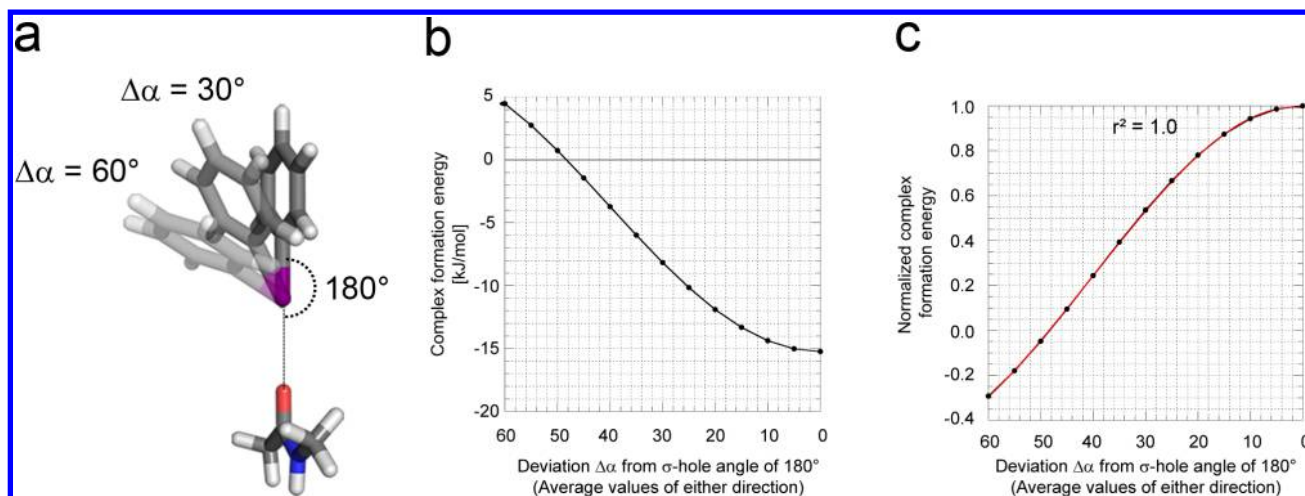 a
Δα = 30°
Δα = 60°
180°
b
Complex formation energy
[kJ/mol]
5
0
-5
-10
-15
-20
60 50 40 30 20 10 0
Deviation Δα from σ-hole angle of 180°
(Average values of either direction)
c
Normalized complex
formation energy
r² = 1.0
1.0
0.8
0.6
0.4
0.2
0.0
-0.2
-0.4
60 50 40 30 20 10 0
Deviation Δα from σ-hole angle of 180°
(Average values of either direction)